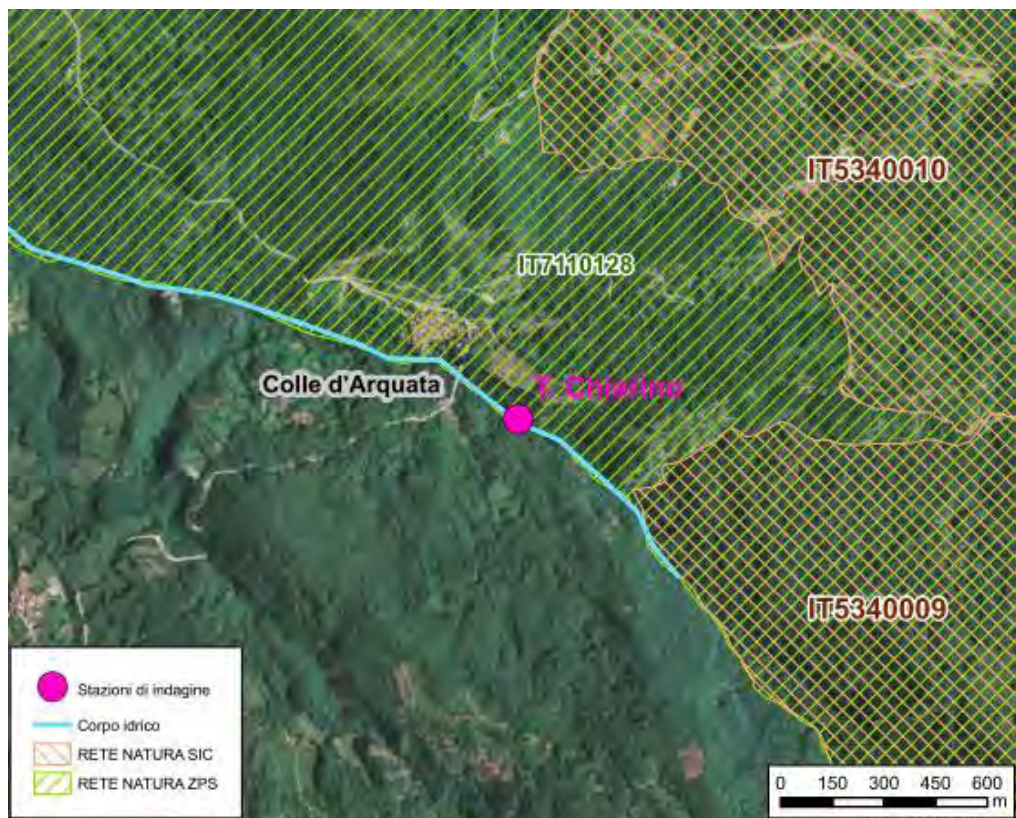 IT5340010
IT7110128
Colle d'Arquata
T. Chierino
IT5340009
Stazioni di indagine
Corpo idrico
RETE NATURA SIC
RETE NATURA ZPS
0 150 300 450 600
m